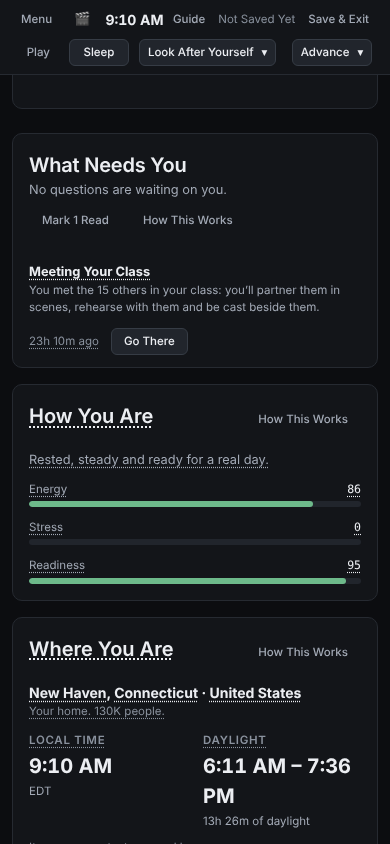 Menu 🎬 9:10 AM Guide Not Saved Yet Save & Exit
Play Sleep Look After Yourself ▾ Advance ▾
What Needs You
No questions are waiting on you.
Mark 1 Read How This Works
Meeting Your Class
You met the 15 others in your class: you’ll partner them in
scenes, rehearse with them and be cast beside them.
23h 10m ago Go There
How You Are How This Works
Rested, steady and ready for a real day.
Energy 86
Stress 0
Readiness 95
Where You Are How This Works
New Haven, Connecticut · United States
Your home. 130K people.
LOCAL TIME DAYLIGHT
9:10 AM 6:11 AM – 7:36
PM
EDT
13h 26m of daylight